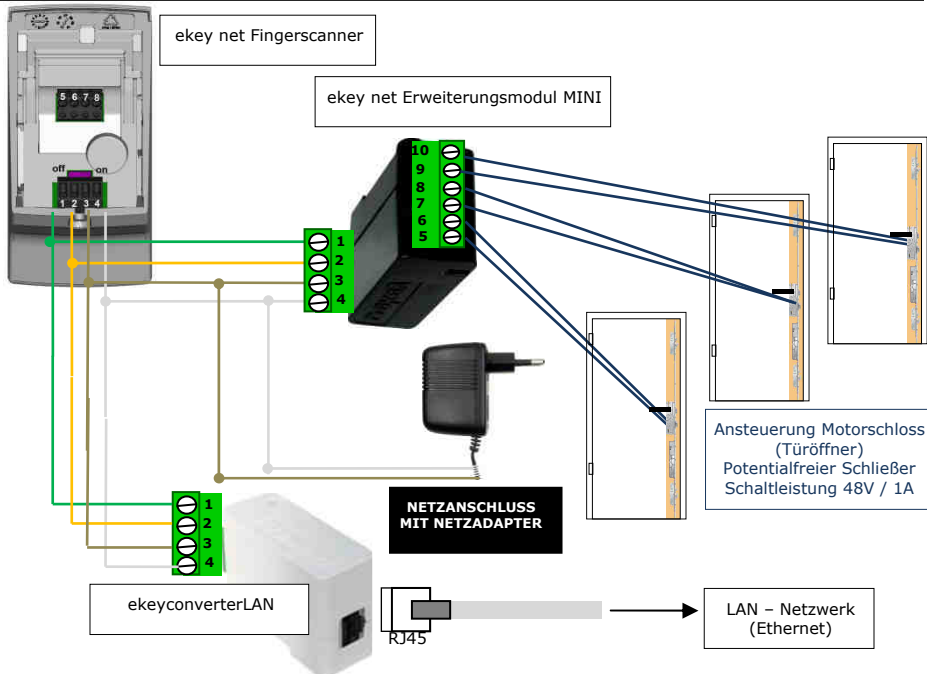 ekey net Fingerscanner
5 6 7 8
off on
1 2 3 4
ekey net Erweiterungsmodul MINI
10
9
8
7
6
5
1
2
3
4
Ansteuerung Motorschloss
(Türöffner)
Potentialfreier Schließer
Schaltleistung 48V / 1A
NETZANSCHLUSS
MIT NETZADAPTER
1
2
3
4
ekeyconverterLAN
RJ45
LAN – Netzwerk
(Ethernet)